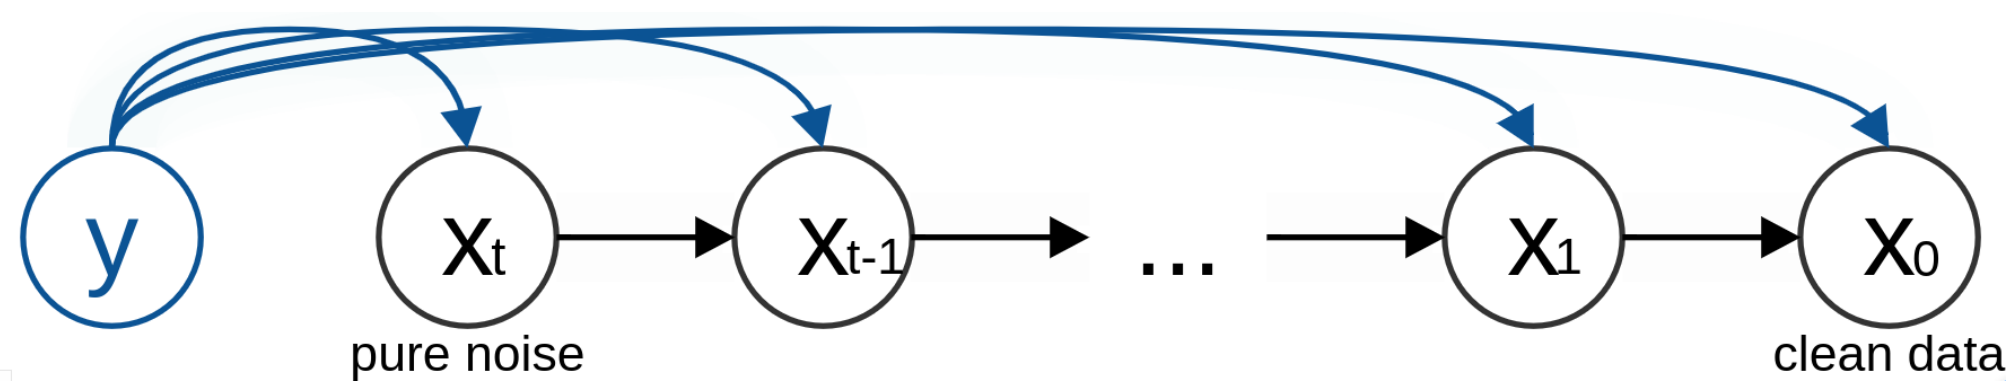 y xt xt-1 ... x1 x0
pure noise clean data